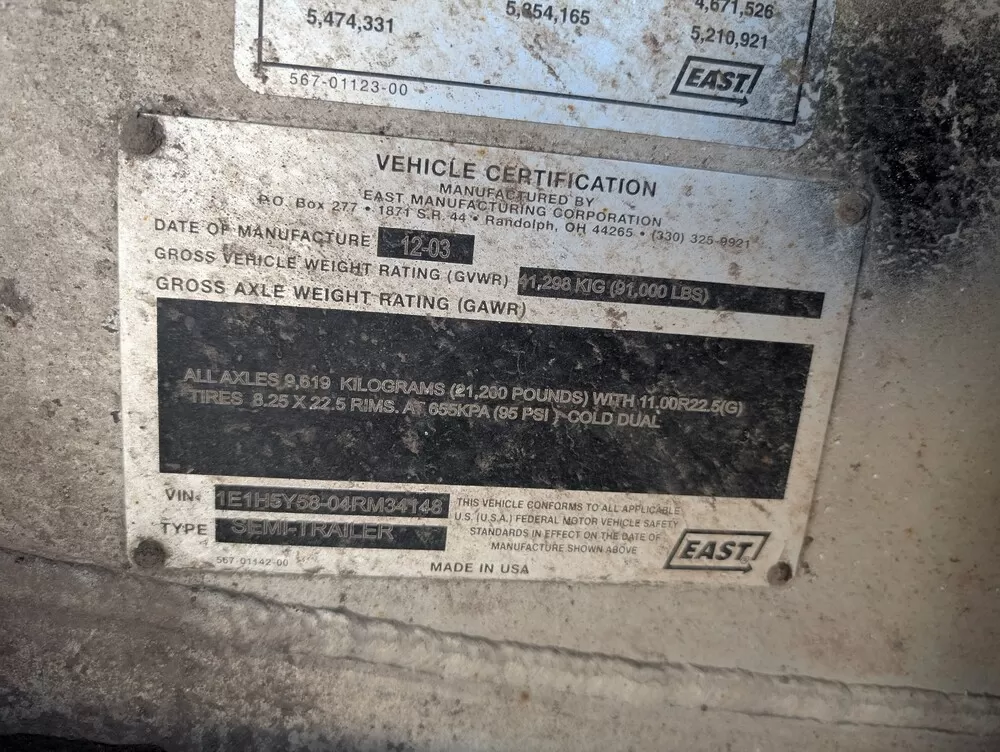 5,474,331
5,854,165
4,671,526
5,210,921
567-01123-00
EAST
VEHICLE CERTIFICATION
MANUFACTURED BY
EAST MANUFACTURING CORPORATION
P.O. Box 277 • 1871 S.R. 44 • Randolph, OH 44265 • (330) 325-9921
DATE OF MANUFACTURE 12-03
GROSS VEHICLE WEIGHT RATING (GVWR) 41,298 KIG (91,000 LBS)
GROSS AXLE WEIGHT RATING (GAWR)
ALL AXLES 9,619 KILOGRAMS (21,200 POUNDS) WITH 11.00R22.5(G)
TIRES 8.25 X 22.5 RIMS. AT 655KPA (95 PSI ) COLD DUAL
VIN. 1E1H5Y58-04RM34148
TYPE SEMI-TRAILER
567-01142-00
THIS VEHICLE CONFORMS TO ALL APPLICABLE
U.S. (U.S.A.) FEDERAL MOTOR VEHICLE SAFETY
STANDARDS IN EFFECT ON THE DATE OF
MANUFACTURE SHOWN ABOVE
MADE IN USA
EAST